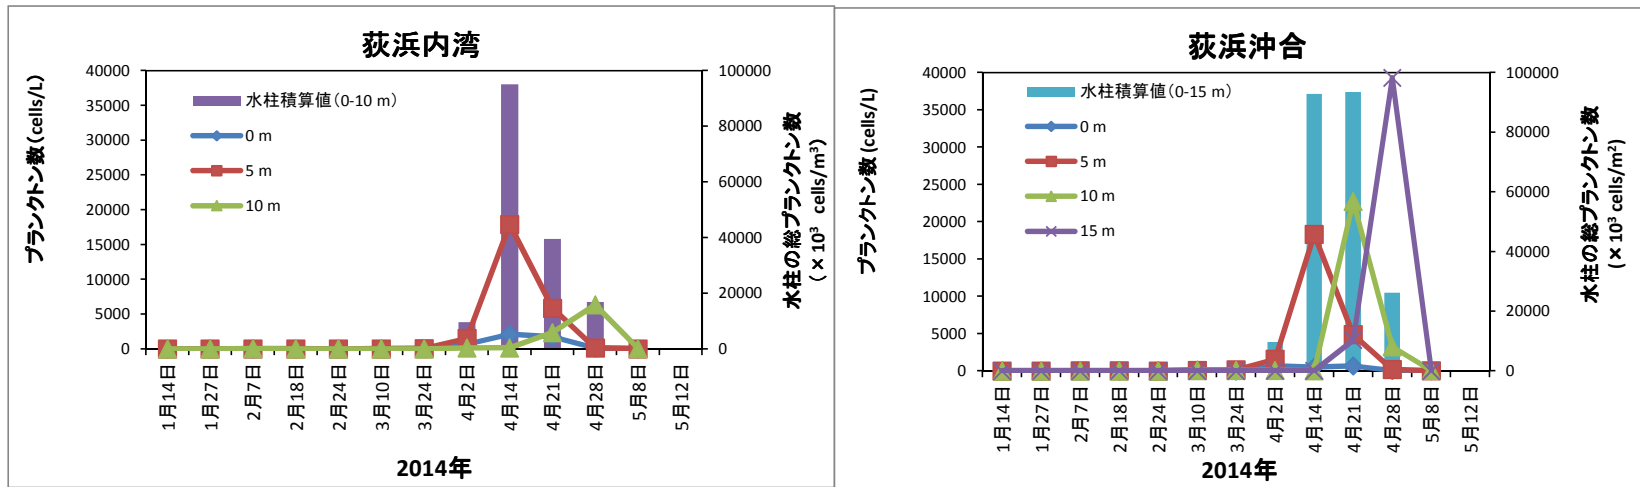 荻浜内湾
プランクトン数(cells/L)
40000
35000
30000
25000
20000
15000
10000
5000
0
水柱積算値(0-10 m)
0 m
5 m
10 m
100000
80000
60000
40000
20000
0
水柱の総プランクトン数
(×10³ cells/m³)
1月14日
1月27日
2月7日
2月18日
2月24日
3月10日
3月24日
4月2日
4月14日
4月21日
4月28日
5月8日
5月12日
2014年
荻浜沖合
プランクトン数(cells/L)
40000
35000
30000
25000
20000
15000
10000
5000
0
水柱積算値(0-15 m)
0 m
5 m
10 m
15 m
100000
80000
60000
40000
20000
0
水柱の総プランクトン数
(×10³ cells/m²)
1月14日
1月27日
2月7日
2月18日
2月24日
3月10日
3月24日
4月2日
4月14日
4月21日
4月28日
5月8日
5月12日
2014年